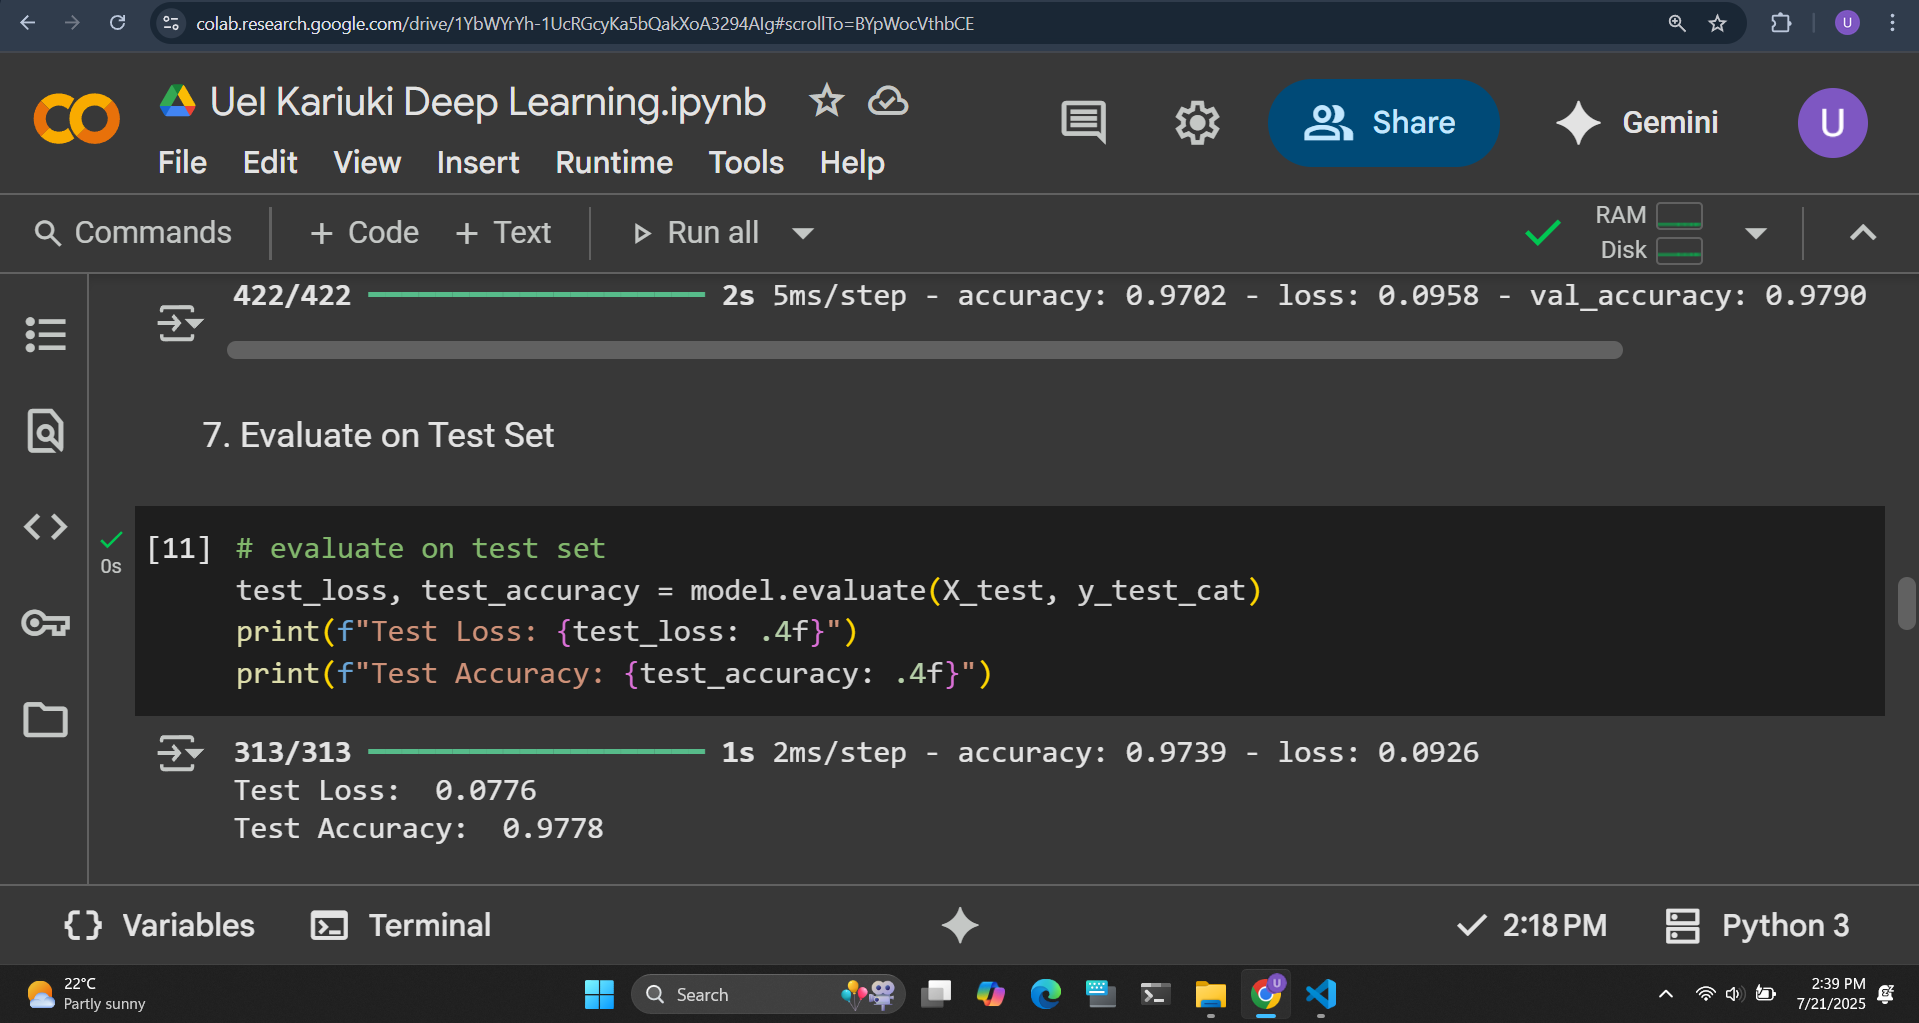 colab.research.google.com/drive/1YbWYrYh-1UcRGcyKa5bQakXoA3294AIg#scrollTo=BYpWocVthbCE
U
Uel Kariuki Deep Learning.ipynb
Share
Gemini
U
File Edit View Insert Runtime Tools Help
Commands
+ Code + Text
Run all
RAM
Disk
422/422 2s 5ms/step - accuracy: 0.9702 - loss: 0.0958 - val_accuracy: 0.9790
7. Evaluate on Test Set
0s
[11] # evaluate on test set
test_loss, test_accuracy = model.evaluate(X_test, y_test_cat)
print(f"Test Loss: {test_loss: .4f}")
print(f"Test Accuracy: {test_accuracy: .4f}")
313/313 1s 2ms/step - accuracy: 0.9739 - loss: 0.0926
Test Loss:  0.0776
Test Accuracy:  0.9778
{} Variables
Terminal
2:18 PM
Python 3
22°C
Partly sunny
Search
U
2:39 PM
7/21/2025